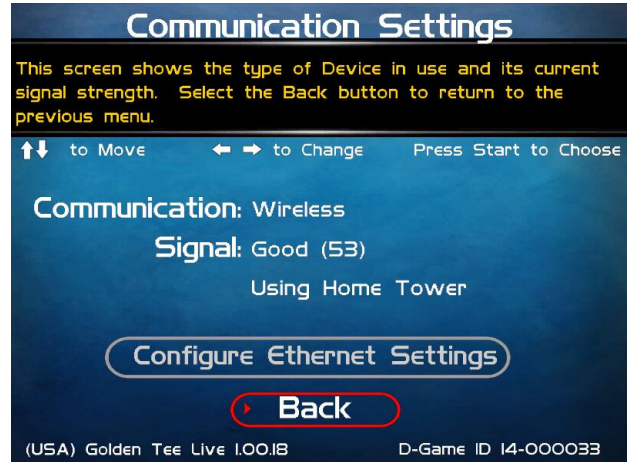 Communication Settings
This screen shows the type of Device in use and its current
signal strength. Select the Back button to return to the
previous menu.
to Move to Change Press Start to Choose
Communication: Wireless
Signal: Good (53)
Using Home Tower
Configure Ethernet Settings
Back
(USA) Golden Tee Live 1.00.18 D-Game ID 14-000033